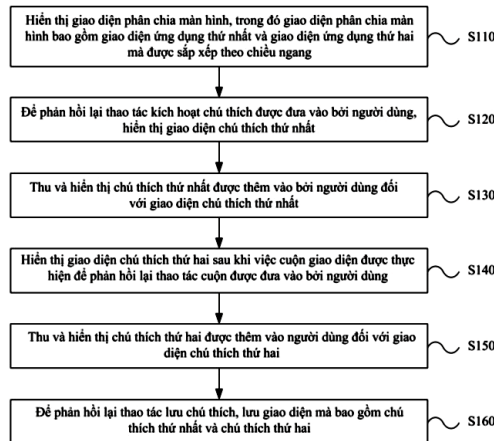 Hiển thị giao diện phân chia màn hình, trong đó giao diện phân chia màn
hình bao gồm giao diện ứng dụng thứ nhất và giao diện ứng dụng thứ hai
mà được sắp xếp theo chiều ngang
S110
Để phản hồi lại thao tác kích hoạt chú thích được đưa vào bởi người dùng,
hiển thị giao diện chú thích thứ nhất
S120
Thu và hiển thị chú thích thứ nhất được thêm vào bởi người dùng đối
với giao diện chú thích thứ nhất
S130
Hiển thị giao diện chú thích thứ hai sau khi việc cuộn giao diện được thực
hiện để phản hồi lại thao tác cuộn được đưa vào bởi người dùng
S140
Thu và hiển thị chú thích thứ hai được thêm vào người dùng đối với giao
diện chú thích thứ hai
S150
Để phản hồi lại thao tác lưu chú thích, lưu giao diện mà bao gồm chú
thích thứ nhất và chú thích thứ hai
S160